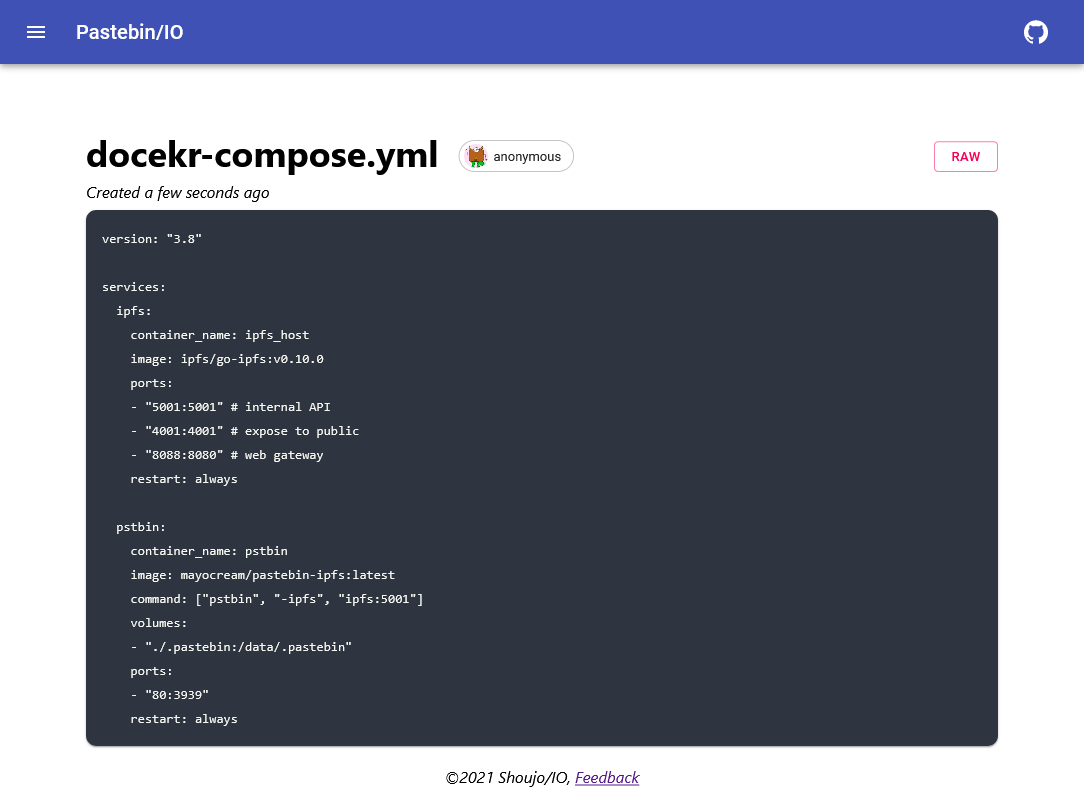 Pastebin/IO
docekr-compose.yml
anonymous
RAW
Created a few seconds ago
version: "3.8"

services:
  ipfs:
    container_name: ipfs_host
    image: ipfs/go-ipfs:v0.10.0
    ports:
    - "5001:5001" # internal API
    - "4001:4001" # expose to public
    - "8088:8080" # web gateway
    restart: always

  pstbin:
    container_name: pstbin
    image: mayocream/pastebin-ipfs:latest
    command: ["pstbin", "-ipfs", "ipfs:5001"]
    volumes:
    - "./.pastebin:/data/.pastebin"
    ports:
    - "80:3939"
    restart: always
©2021 Shoujo/IO, Feedback